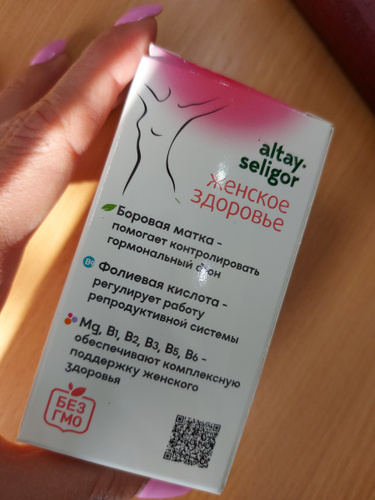 altay.
seligor
женское
здоровье
Боровая матка -
помогает контролировать
гормональный фон
B9
Фолиевая кислота -
регулирует работу
репродуктивной системы
Mg, B1, B2, B3, B5, B6 -
обеспечивают комплексную
поддержку женского
здоровья
БЕЗ
ГМО